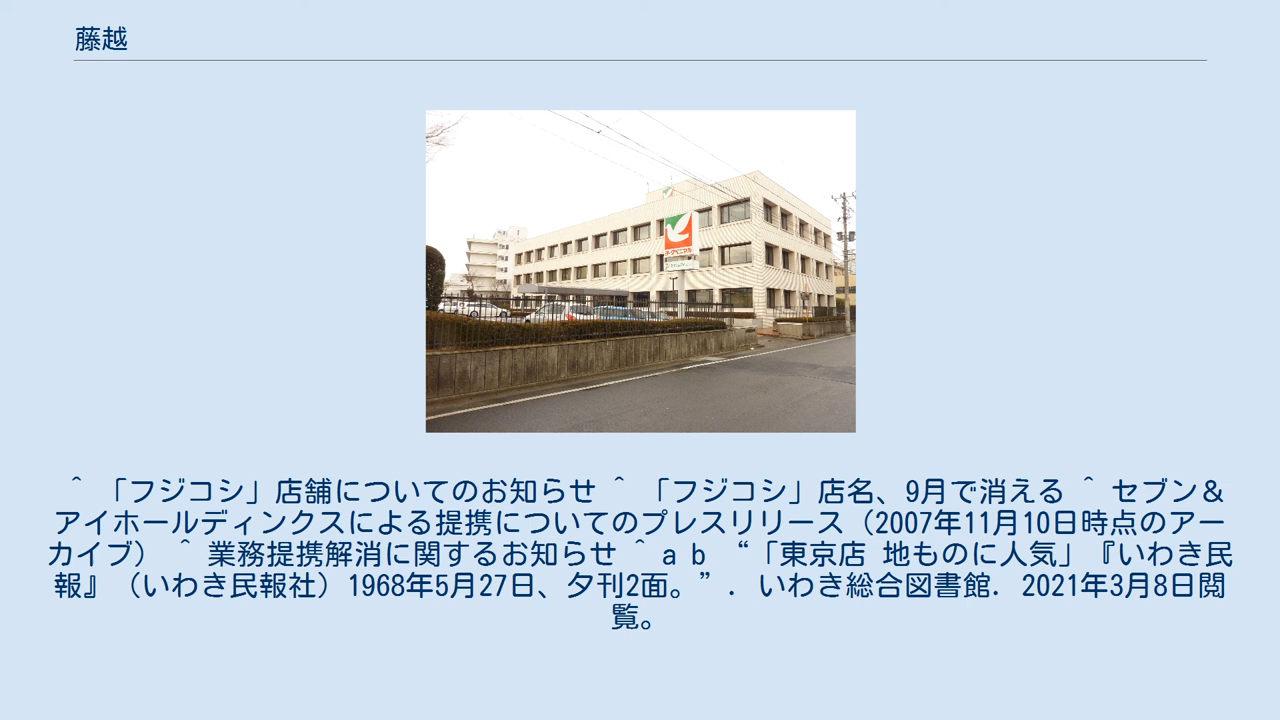 藤越
^ 「フジコシ」店舗についてのお知らせ ^ 「フジコシ」店名、9月で消える ^ セブン＆
アイホールディンクスによる提携についてのプレスリリース（2007年11月10日時点のアー
カイブ） ^ 業務提携解消に関するお知らせ ^ a b “「東京店 地ものに人気」『いわき民
報』（いわき民報社）1968年5月27日、夕刊2面。”. いわき総合図書館. 2021年3月8日閲
覧。